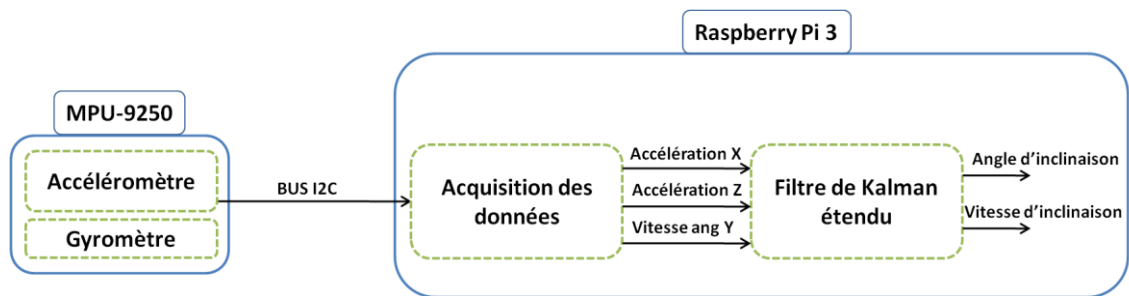 Raspberry Pi 3
MPU-9250
Accéléromètre
Gyromètre
BUS I2C
Acquisition des
données
Accélération X
Accélération Z
Vitesse ang Y
Filtre de Kalman
étendu
Angle d’inclinaison
Vitesse d’inclinaison